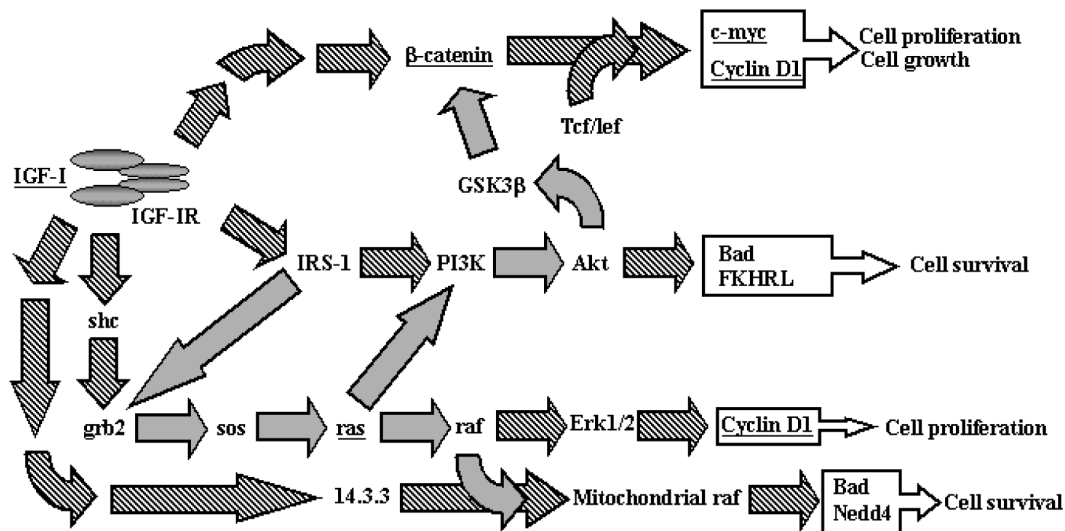 β-catenin
c-myc
Cyclin D1
Cell proliferation
Cell growth
Tcf/lef
IGF-I
IGF-IR
GSK3β
IRS-1
PI3K
Akt
Bad
FKHRL
Cell survival
shc
grb2
sos
ras
raf
Erk1/2
Cyclin D1
Cell proliferation
14.3.3
Mitochondrial raf
Bad
Nedd4
Cell survival